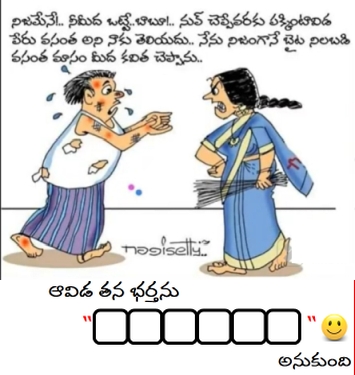 నిజమేనే!.. నీమీద ఒట్టే.బాబూ!.. నువ్ చెప్పేవరకు పక్కింటావిడ
పేరు వసంత అని నాకు తెలియదు.. నేను నిజంగానే బైట నిలబడి
వసంత మాసం మీద కవిత చెప్పాను..
nagisetty..
ఆవిడ తన భర్తను
" "
అనుకుంది